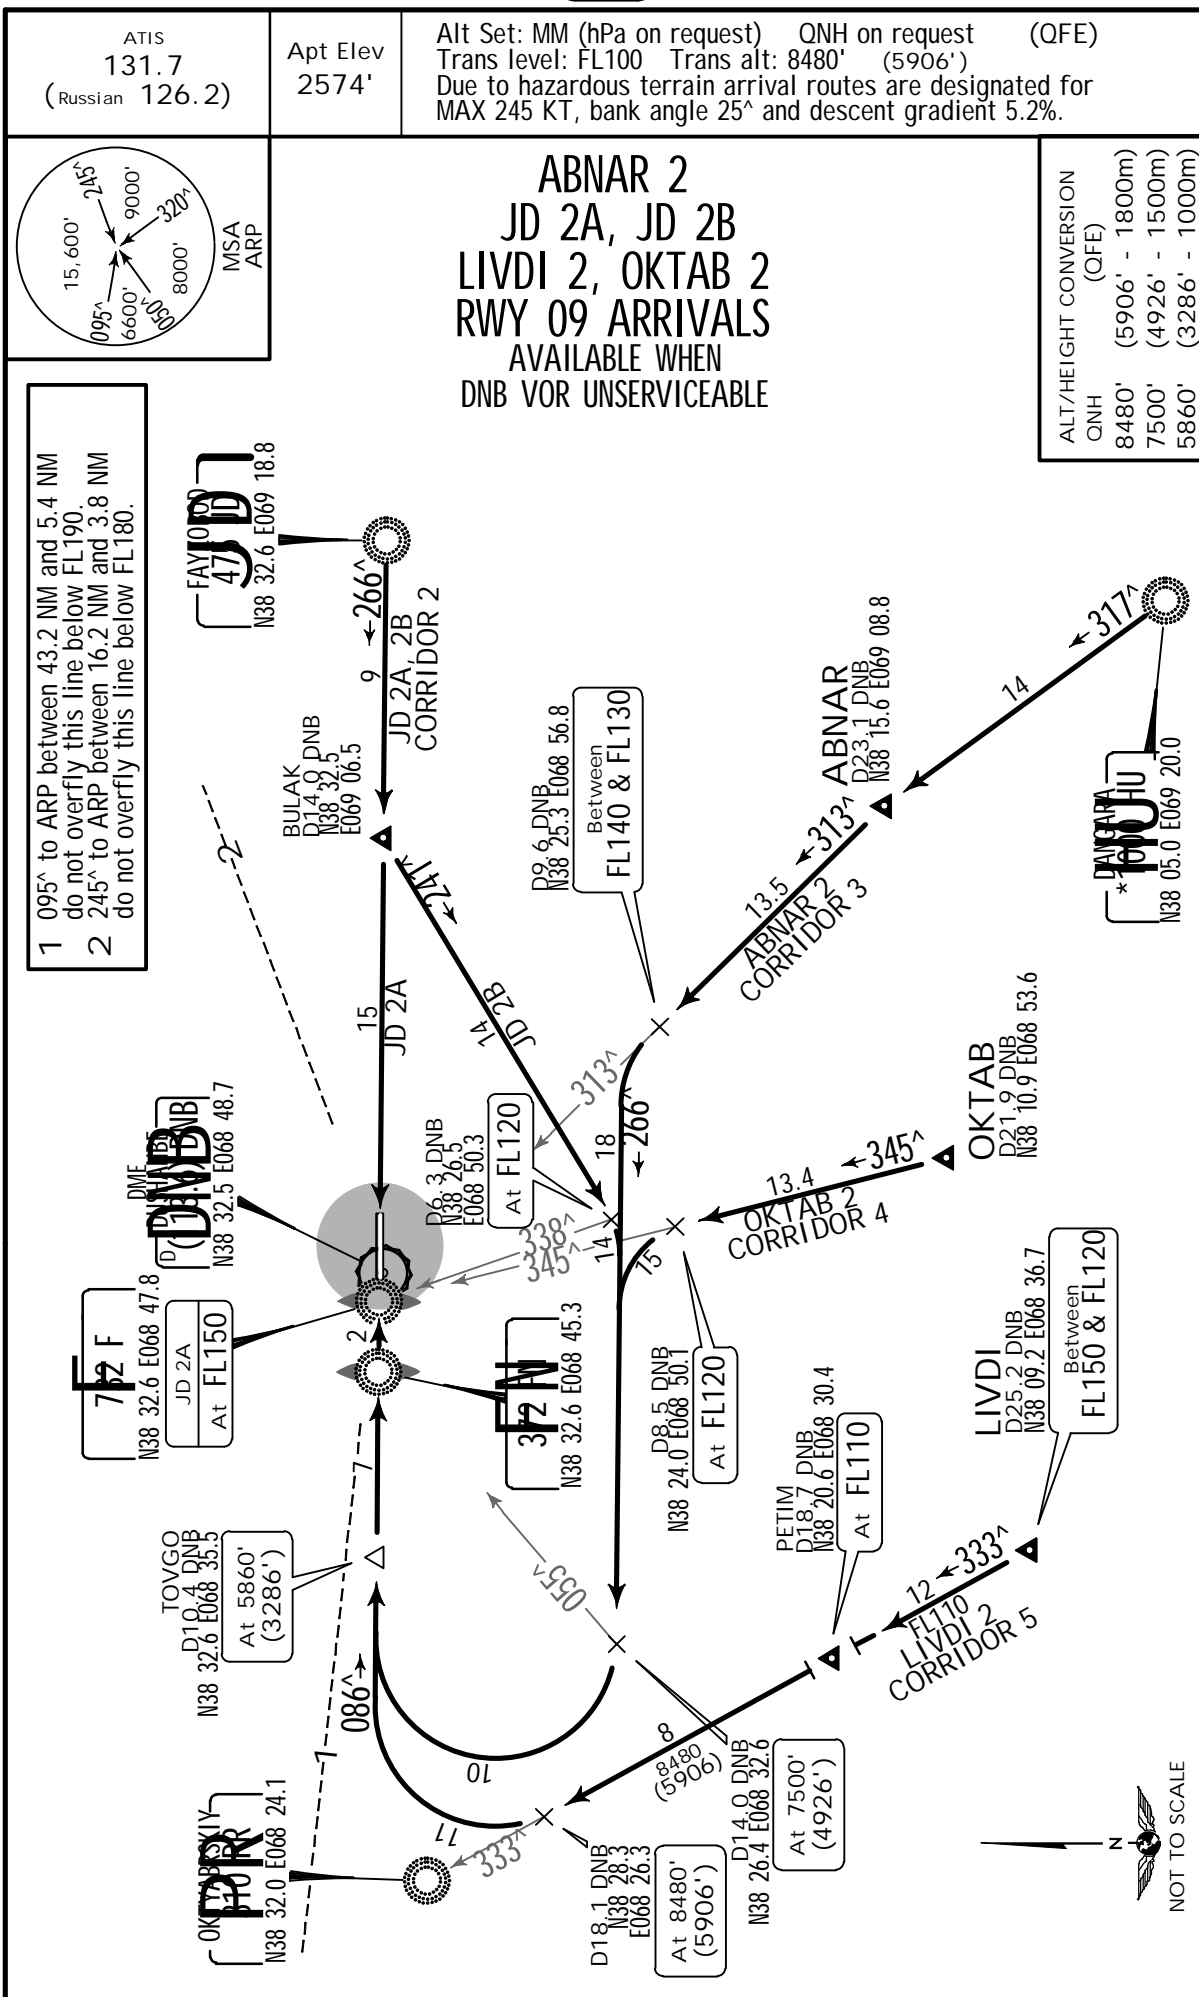 ATIS
131.7
(Russian 126.2)
Apt Elev
2574'
Alt Set: MM (hPa on request) QNH on request (QFE)
Trans level: FL100 Trans alt: 8480' (5906')
Due to hazardous terrain arrival routes are designated for
MAX 245 KT, bank angle 25^ and descent gradient 5.2%.
245^
9000'
320^
8000'
050^
6600'
095^
15,600'
MSA
ARP
ABNAR 2
JD 2A, JD 2B
LIVDI 2, OKTAB 2
RWY 09 ARRIVALS
AVAILABLE WHEN
DNB VOR UNSERVICEABLE
ALT/HEIGHT CONVERSION
QNH (QFE)
8480' (5906' - 1800m)
7500' (4926' - 1500m)
5860' (3286' - 1000m)
1 095^ to ARP between 43.2 NM and 5.4 NM
do not overfly this line below FL190.
2 245^ to ARP between 16.2 NM and 3.8 NM
do not overfly this line below FL180.
JD
N38 32.6 E069 18.8
266^
9
JD 2A, 2B
CORRIDOR 2
BULAK
D14.0 DNB
N38 32.5
E069 06.5
2
241^
15
JD 2A
14
JD 2B
D9.6 DNB
N38 25.3 E068 56.8
Between
FL140 & FL130
ABNAR
D23.1 DNB
N38 15.6 E069 08.8
317^
14
313^
13.5
ABNAR 2
CORRIDOR 3
DANGARA
HU
N38 05.0 E069 20.0
DME
DNB
N38 32.5 E068 48.7
D6.3 DNB
N38 26.5
E068 50.3
At FL120
313^
18
266^
338^
345^
14
15
345^
13.4
OKTAB 2
CORRIDOR 4
OKTAB
D21.9 DNB
N38 10.9 E068 53.6
F
N38 32.6 E068 47.8
JD 2A
At FL150
2
FN
N38 32.6 E068 45.3
D8.5 DNB
N38 24.0 E068 50.1
At FL120
LIVDI
D25.2 DNB
N38 09.2 E068 36.7
Between
FL150 & FL120
PETIM
D18.7 DNB
N38 20.6 E068 30.4
At FL110
7
TOVGO
D10.4 DNB
N38 32.6 E068 35.5
At 5860'
(3286')
055^
333^
12
FL110
LIVDI 2
CORRIDOR 5
086^
1
10
11
8
8480
(5906)
333^
OKTYABRSKIY
PR
N38 32.0 E068 24.1
D18.1 DNB
N38 28.3
E068 26.3
At 8480'
(5906')
D14.0 DNB
N38 26.4 E068 32.6
At 7500'
(4926')
N
NOT TO SCALE